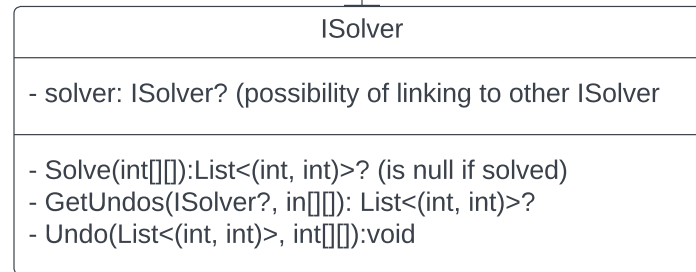 ISolver
- solver: ISolver? (possibility of linking to other ISolver
- Solve(int[][]):List<(int, int)>? (is null if solved)
- GetUndos(ISolver?, in[][]): List<(int, int)>?
- Undo(List<(int, int)>, int[][]):void